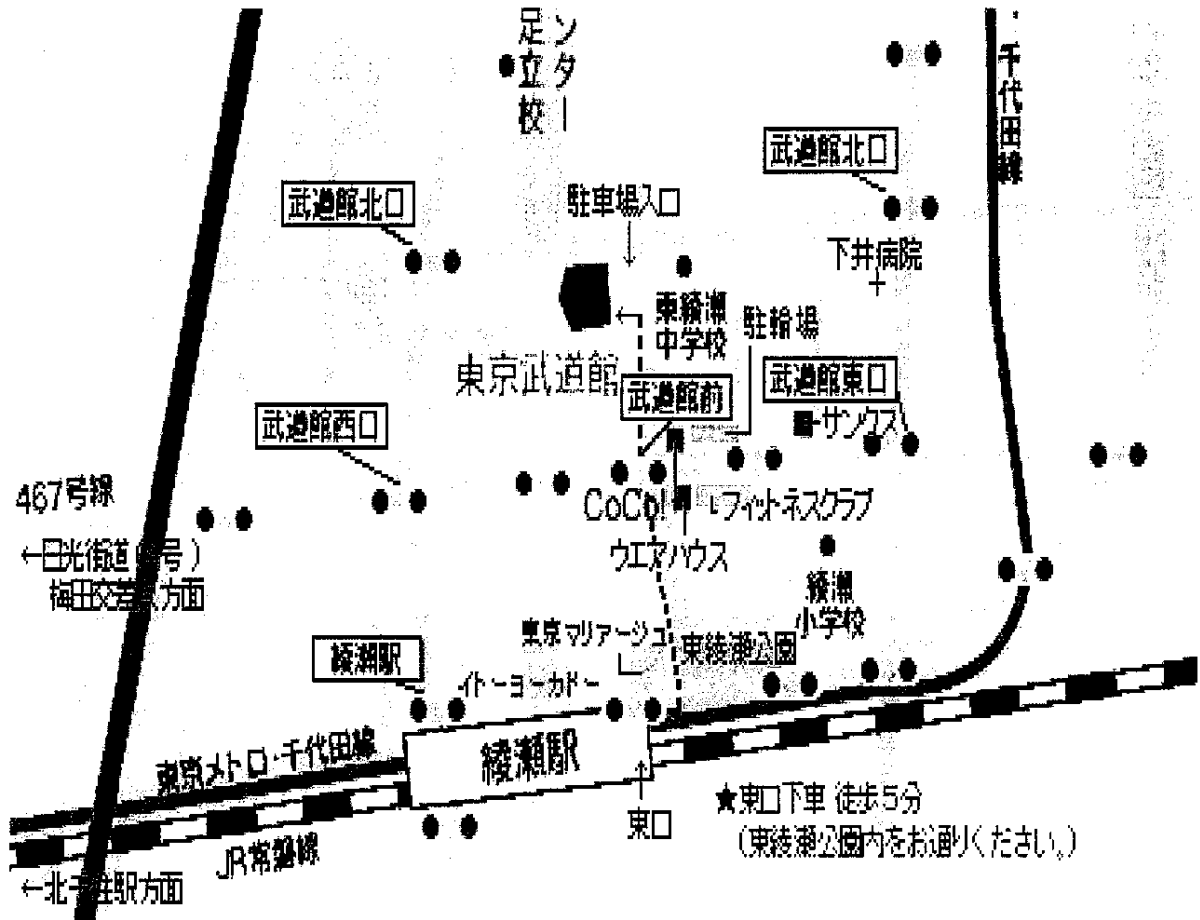 ンター
足立校
千代田線
武道館北口
武道館北口
駐車場入口
下井病院
東綾瀬
中学校
駐輪場
東京武道館
武道館前
武道館東口
サンクス
武道館西口
467号線
CoCo!
フィットネスクラブ
←日光街道(号)
ウエアハウス
梅田交差 方面
綾瀬
小学校
東京マリアージュ
東綾瀬公園
綾瀬駅
イトーヨーカドー
東京メトロ・千代田線
綾瀬駅
東口
★東口下車 徒歩5分
(東綾瀬公園内をお通りください。)
JR常磐線
←北千住駅方面